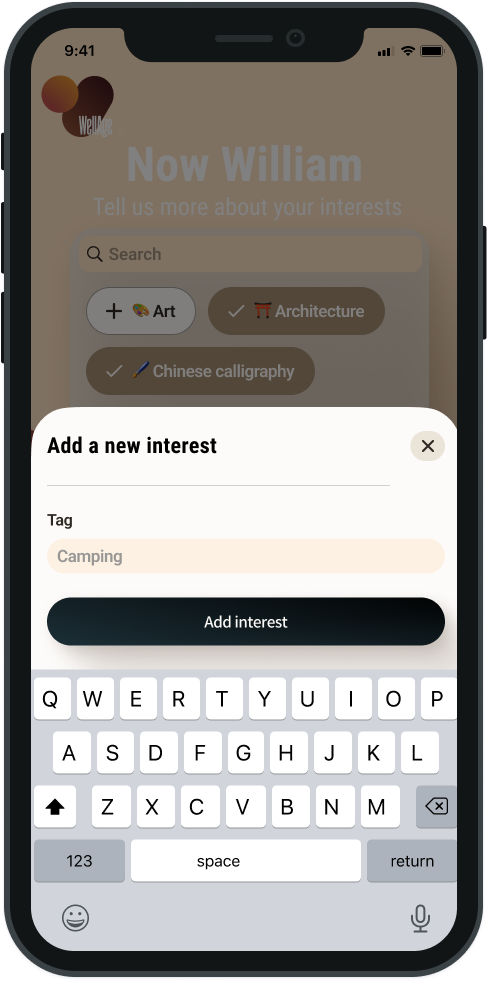 9:41
WellAge
Now William
Tell us more about your interests
Search
Art
Architecture
Chinese calligraphy
Add a new interest
Tag
Camping
Add interest
Q W E R T Y U I O P
A S D F G H J K L
Z X C V B N M
123 space return